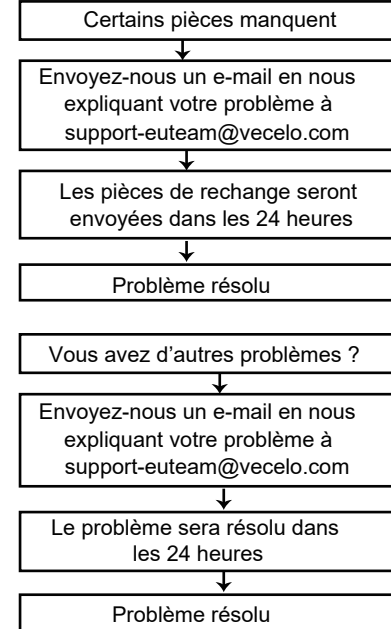 Certains pièces manquent
Envoyez-nous un e-mail en nous
expliquant votre problème à
support-euteam@vecelo.com
Les pièces de rechange seront
envoyées dans les 24 heures
Problème résolu
Vous avez d’autres problèmes ?
Envoyez-nous un e-mail en nous
expliquant votre problème à
support-euteam@vecelo.com
Le problème sera résolu dans
les 24 heures
Problème résolu